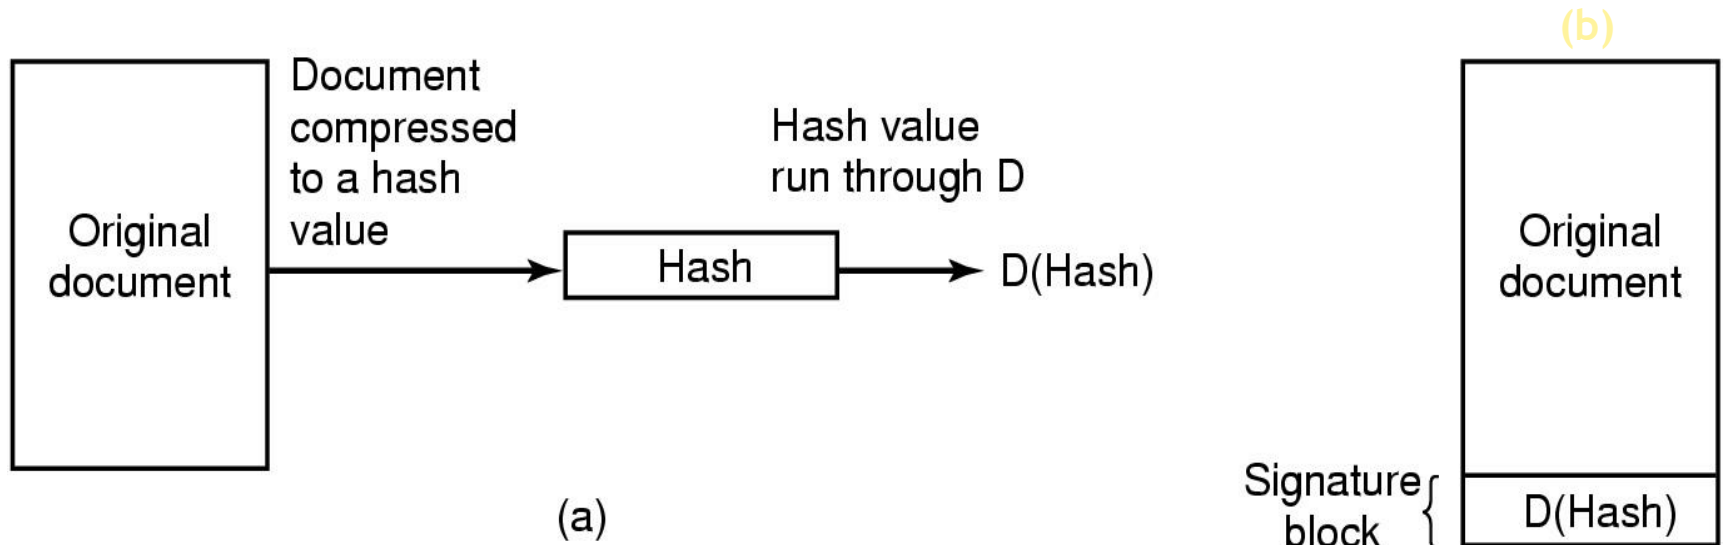 (b)
Original
document
Document
compressed
to a hash
value
Hash
Hash value
run through D
D(Hash)
(a)
Original
document
Signature
block
D(Hash)